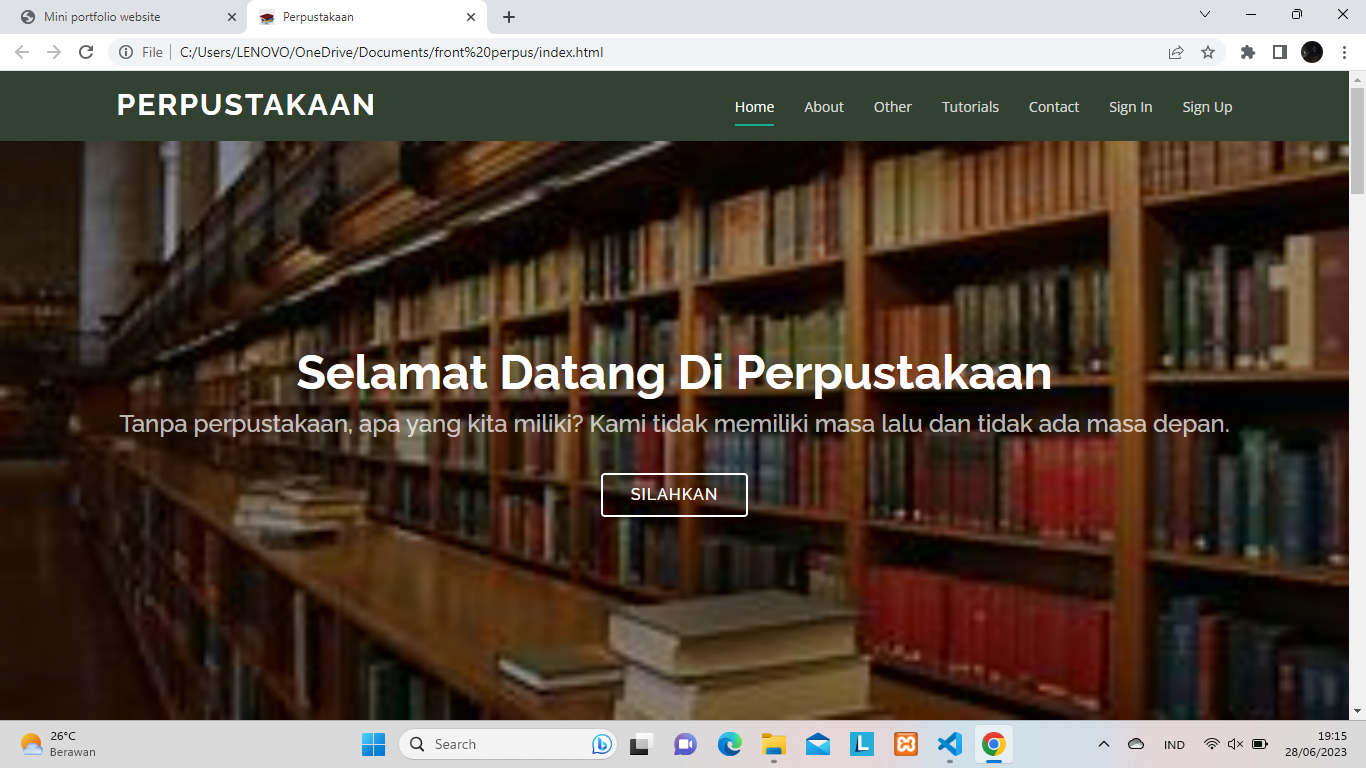 Mini portfolio website
Perpustakaan
File
C:/Users/LENOVO/OneDrive/Documents/front%20perpus/index.html
PERPUSTAKAAN
Home
About
Other
Tutorials
Contact
Sign In
Sign Up
Selamat Datang Di Perpustakaan
Tanpa perpustakaan, apa yang kita miliki? Kami tidak memiliki masa lalu dan tidak ada masa depan.
SILAHKAN
26°C
Berawan
Search
L
IND
19:15
28/06/2023